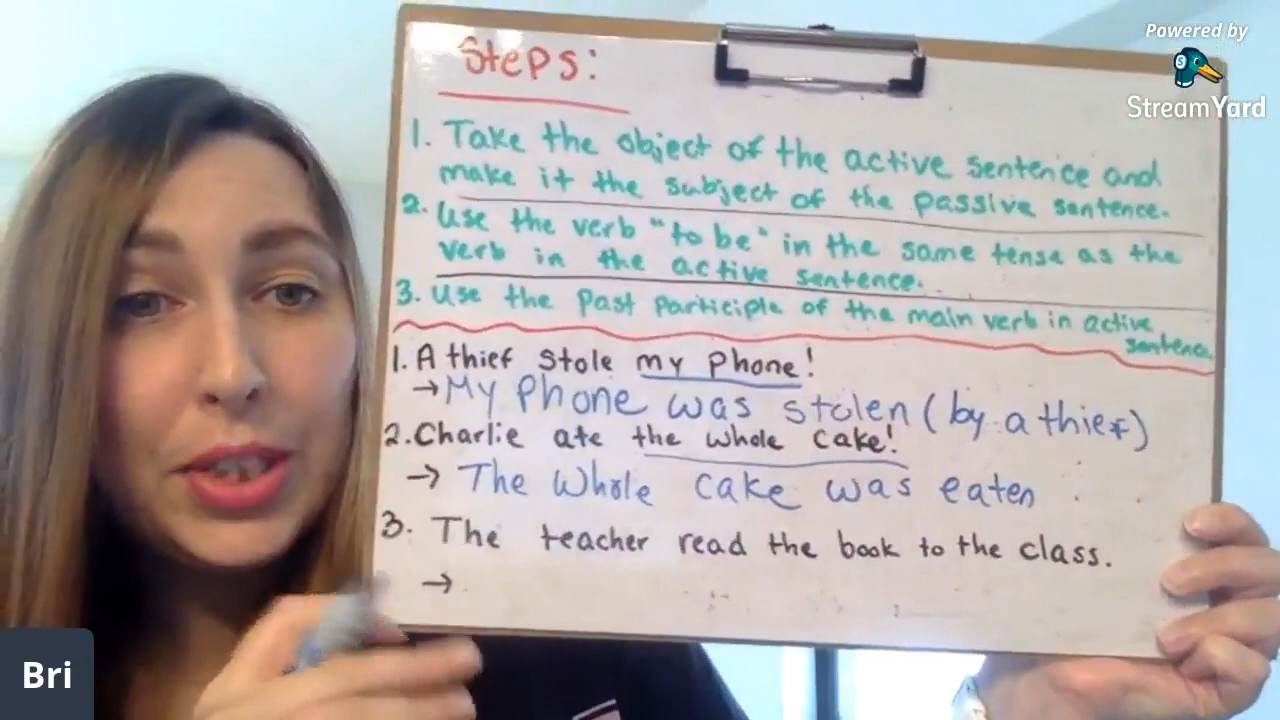 Powered by
StreamYard
Steps:
1. Take the object of the active sentence and
make it the subject of the passive sentence.
2. Use the verb "to be" in the same tense as the
verb in the active sentence.
3. Use the past participle of the main verb in active
sentence.
1. A thief stole my phone!
→ My phone was stolen (by a thief)
2. Charlie ate the whole cake!
→ The whole cake was eaten
3. The teacher read the book to the class.
→
Bri